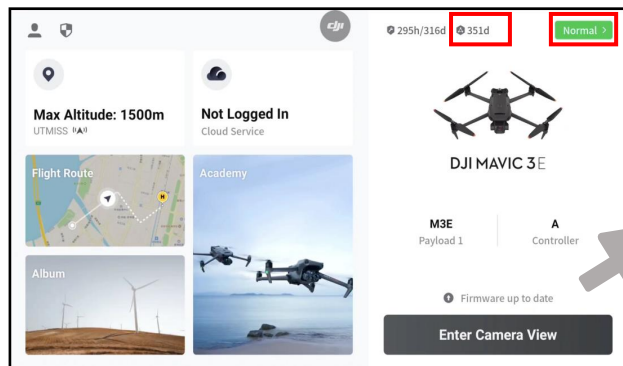 dji
295h/316d 351d Normal >
Max Altitude: 1500m
UTMISS
Not Logged In
Cloud Service
Flight Route
H
Academy
Album
DJI MAVIC 3E
M3E
Payload 1
A
Controller
Firmware up to date
Enter Camera View